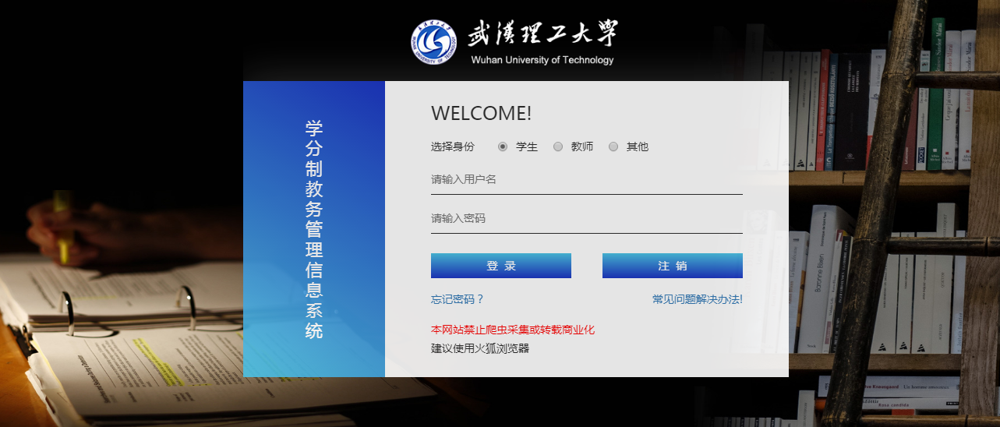 武漢理工大學
Wuhan University of Technology
学分制教务管理信息系统
WELCOME!
选择身份 学生 教师 其他
请输入用户名
请输入密码
登 录 注 销
忘记密码？ 常见问题解决办法!
本网站禁止爬虫采集或转载商业化
建议使用火狐浏览器